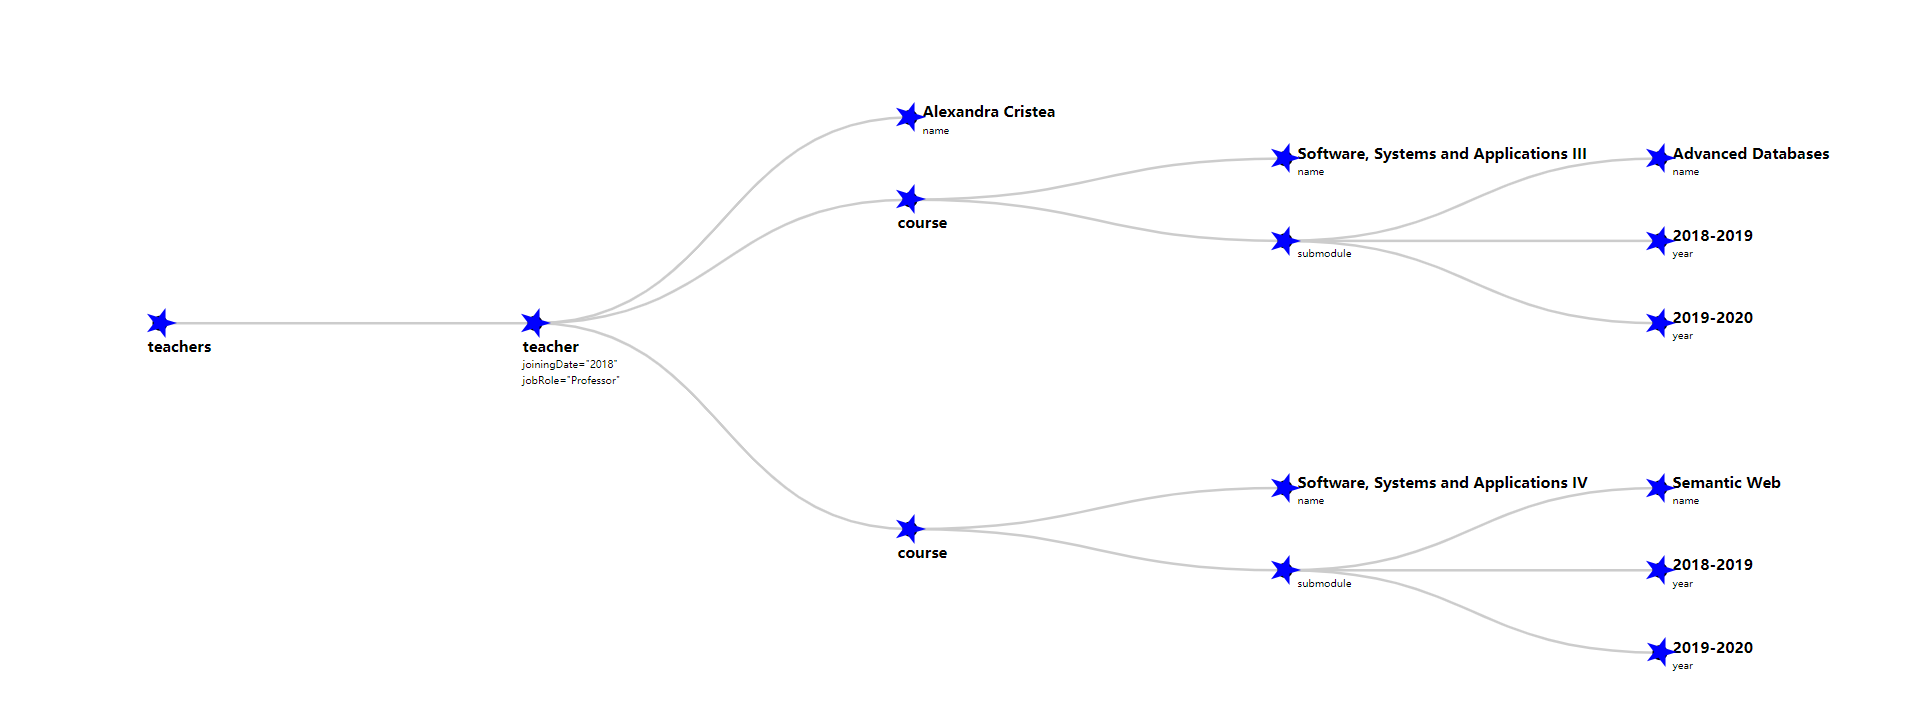 teachers
teacher
joiningDate="2018"
jobRole="Professor"
Alexandra Cristea
name
course
Software, Systems and Applications III
name
submodule
Advanced Databases
name
2018-2019
year
2019-2020
year
course
Software, Systems and Applications IV
name
submodule
Semantic Web
name
2018-2019
year
2019-2020
year